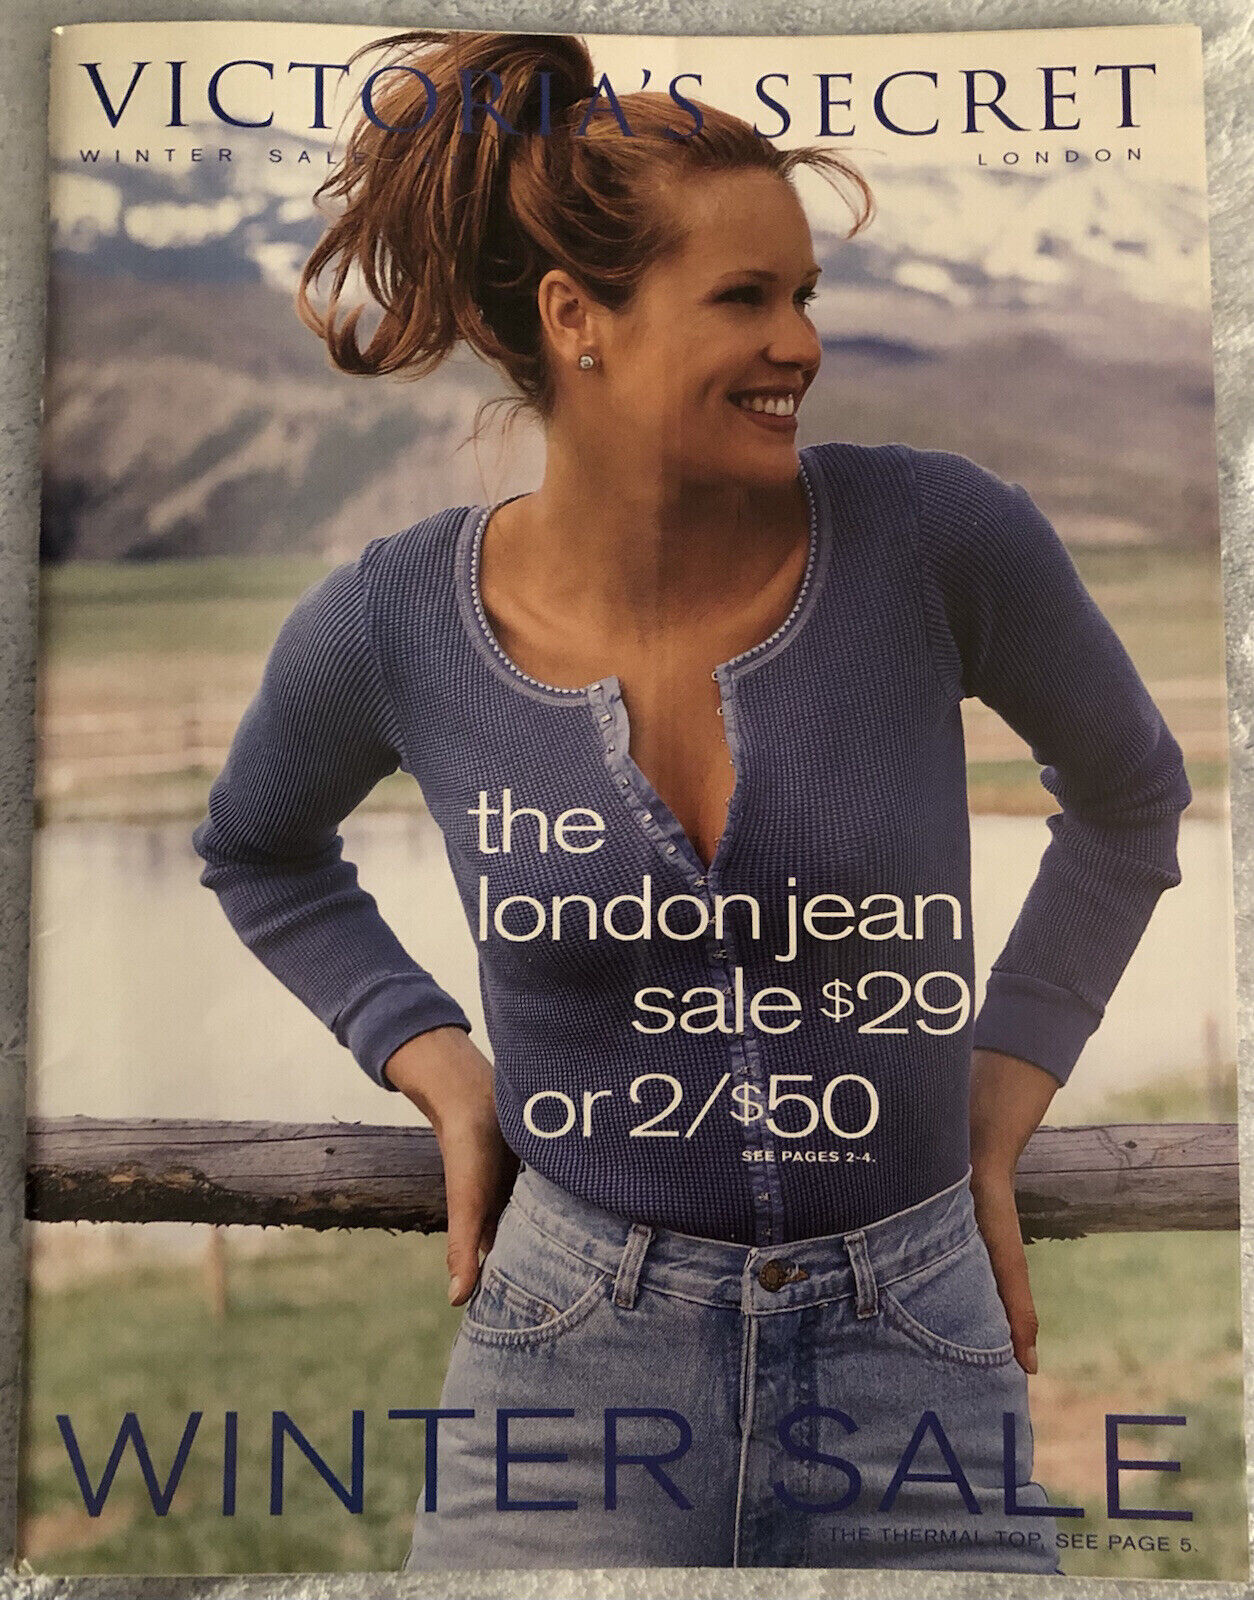 VICTORIA'S SECRET
WINTER SALE
LONDON
the
london jean
sale $29
or 2/$50
SEE PAGES 2-4.
WINTER SALE
THE THERMAL TOP, SEE PAGE 5.